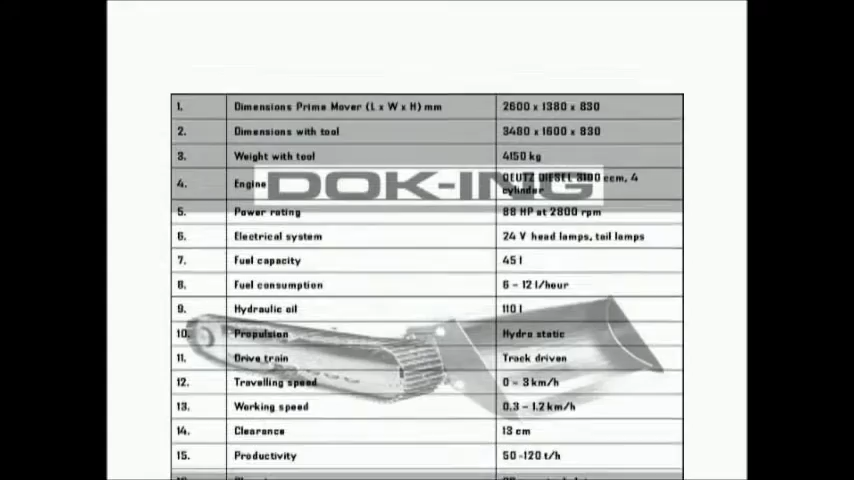 1. Dimensions Prime Mover (L x W x H) mm 2600 x 1380 x 830
2. Dimensions with tool 3480 x 1600 x 830
3. Weight with tool 4150 kg
4. Engine DEUTZ DIESEL 3100 ccm, 4 cylinder
DOK-ING
5. Power rating 88 HP at 2800 rpm
6. Electrical system 24 V head lamps, tail lamps
7. Fuel capacity 45 l
8. Fuel consumption 6 – 12 l/hour
9. Hydraulic oil 110 l
10. Propulsion Hydro static
11. Drive train Track driven
12. Travelling speed 0 – 3 km/h
13. Working speed 0.3 – 1.2 km/h
14. Clearance 13 cm
15. Productivity 50 -120 t/h